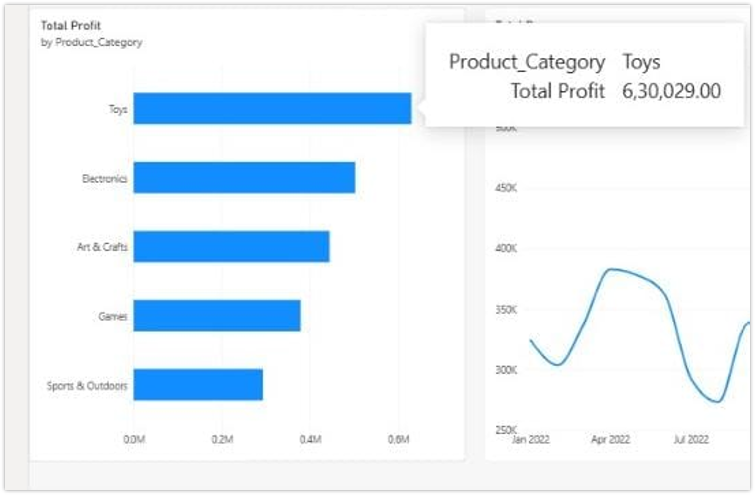 Total Profit
by Product_Category
Toys
Electronics
Art & Crafts
Games
Sports & Outdoors
0.0M 0.2M 0.4M 0.6M
Product_Category Toys
Total Profit 6,30,029.00
500K
450K
400K
350K
300K
250K
Jan 2022 Apr 2022 Jul 2022